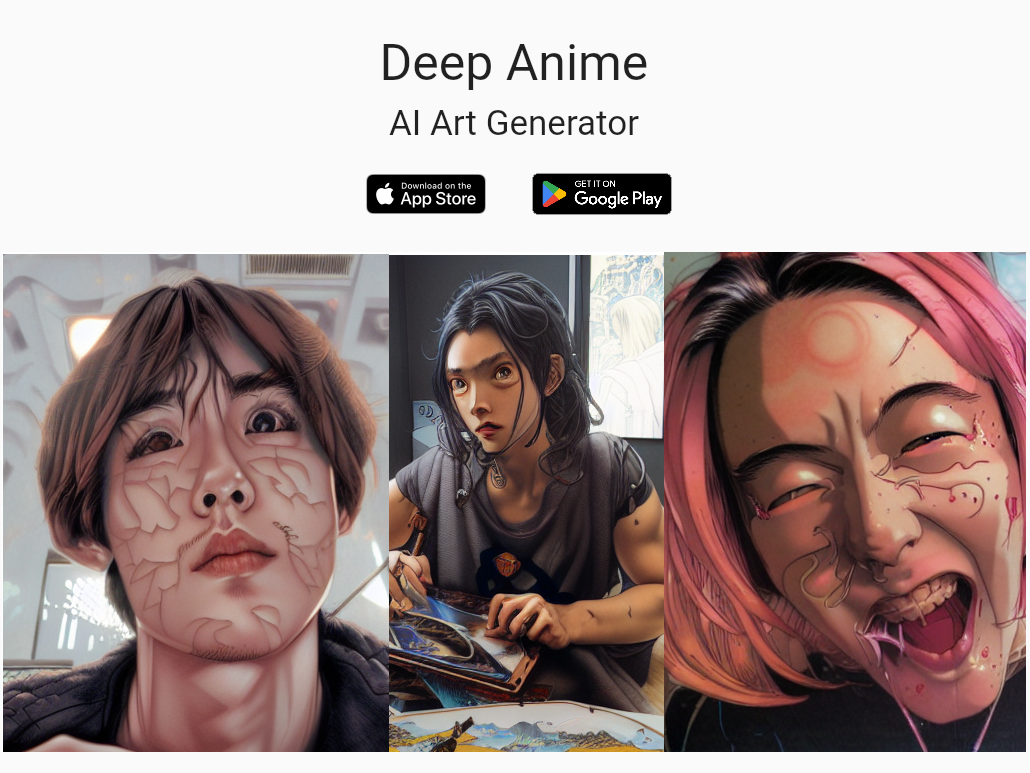 Deep Anime
AI Art Generator
Download on the
App Store
GET IT ON
Google Play